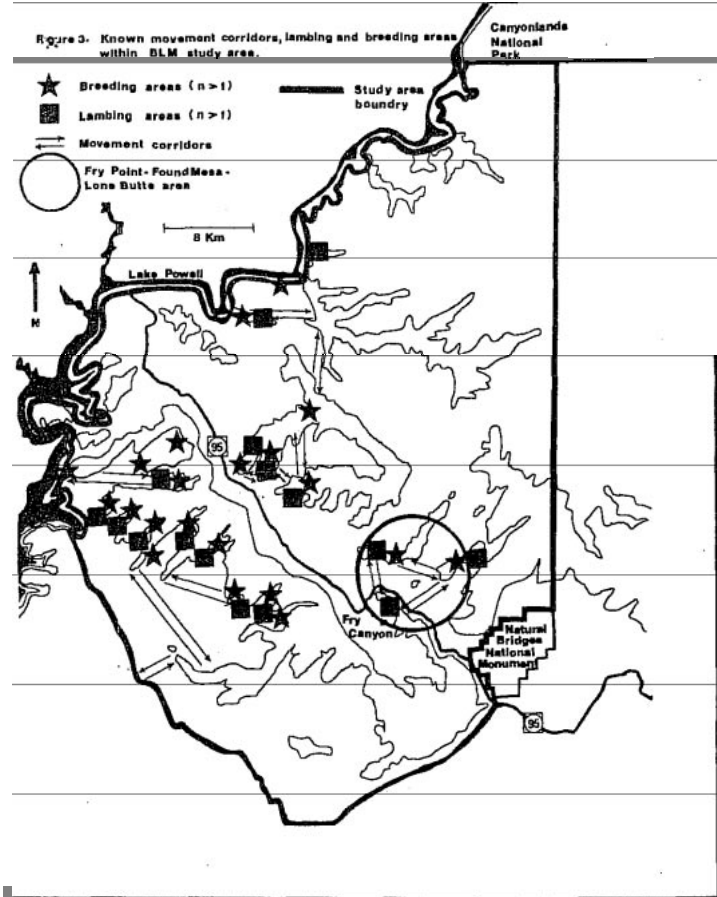 Figure 3. Known movement corridors, lambing and breeding areas
within BLM study area.
Canyonlands
National
Park
Breeding areas (n>1)
Study area
boundry
Lambing areas (n>1)
Movement corridors
Fry Point-FoundMesa-
Lone Butte area
8 Km
Lake Powell
N
95
Fry
Canyon
Natural
Bridges
National
Monument
95